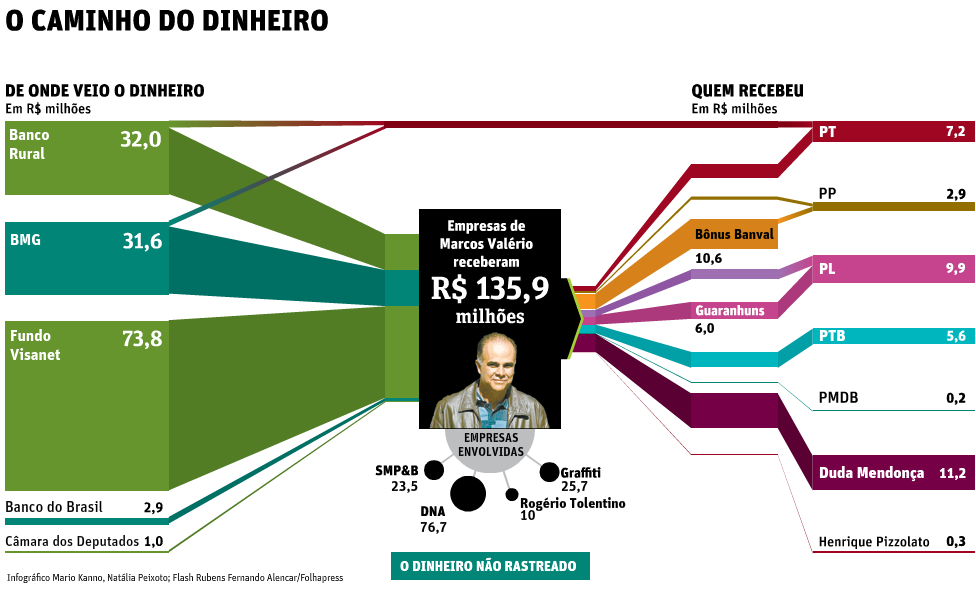 O CAMINHO DO DINHEIRO
DE ONDE VEIO O DINHEIRO
Em R$ milhões
Banco
Rural
32,0
BMG
31,6
Fundo
Visanet
73,8
Banco do Brasil
2,9
Câmara dos Deputados
1,0
Empresas de
Marcos Valério
receberam
R$ 135,9
milhões
EMPRESAS
ENVOLVIDAS
SMP&B
23,5
DNA
76,7
Rogério Tolentino
10
Graffiti
25,7
QUEM RECEBEU
Em R$ milhões
PT
7,2
PP
2,9
Bônus Banval
10,6
PL
9,9
Guaranhuns
6,0
PTB
5,6
PMDB
0,2
Duda Mendonça
11,2
Henrique Pizzolato
0,3
O DINHEIRO NÃO RASTREADO
Infográfico Mario Kanno, Natália Peixoto; Flash Rubens Fernando Alencar/Folhapress